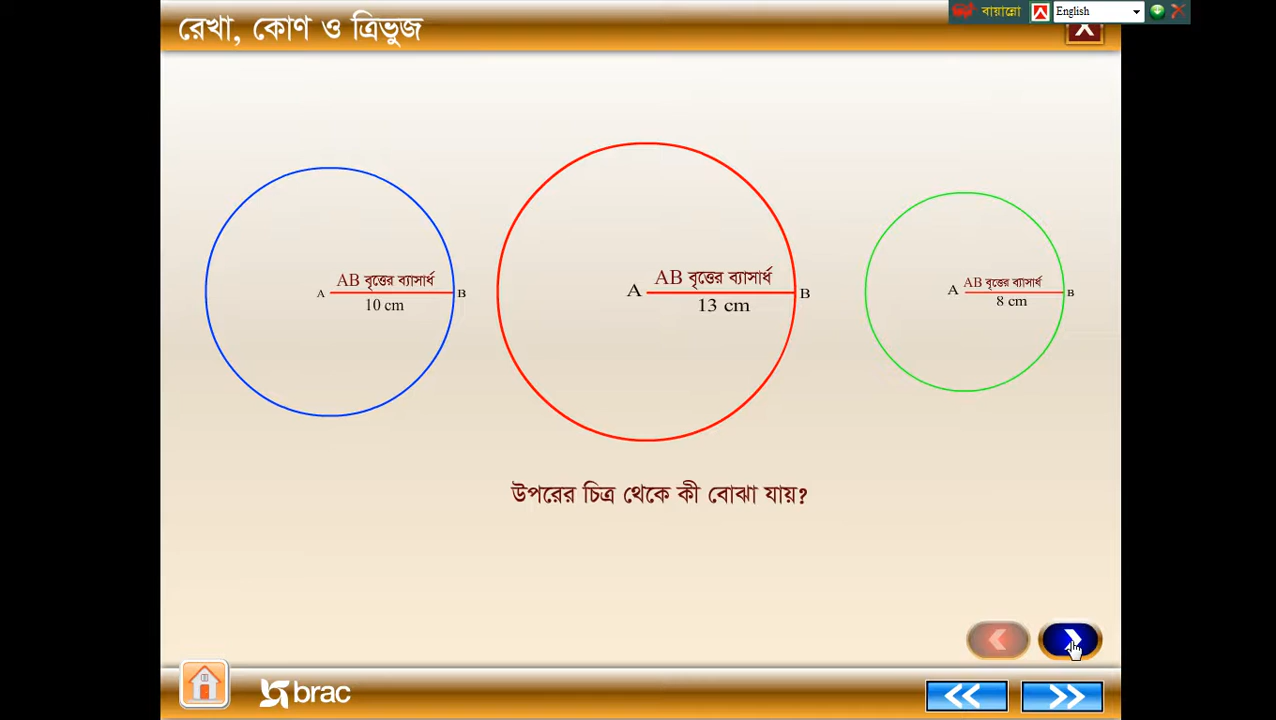 রেখা, কোণ ও ত্রিভুজ
বায়ান্নো
English
X
AB বৃত্তের ব্যাসার্ধ
A B
10 cm
AB বৃত্তের ব্যাসার্ধ
A B
13 cm
AB বৃত্তের ব্যাসার্ধ
A B
8 cm
উপরের চিত্র থেকে কী বোঝা যায়?
brac